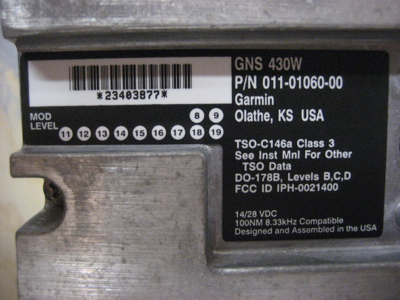 *23403877*
MOD
LEVEL
8 9
11 12 13 14 15 16 17 18 19
GNS 430W
P/N 011-01060-00
Garmin
Olathe, KS USA
TSO-C146a Class 3
See Inst Mnl For Other
TSO Data
DO-178B, Levels B,C,D
FCC ID IPH-0021400
14/28 VDC
100NM 8.33kHz Compatible
Designed and Assembled in the USA